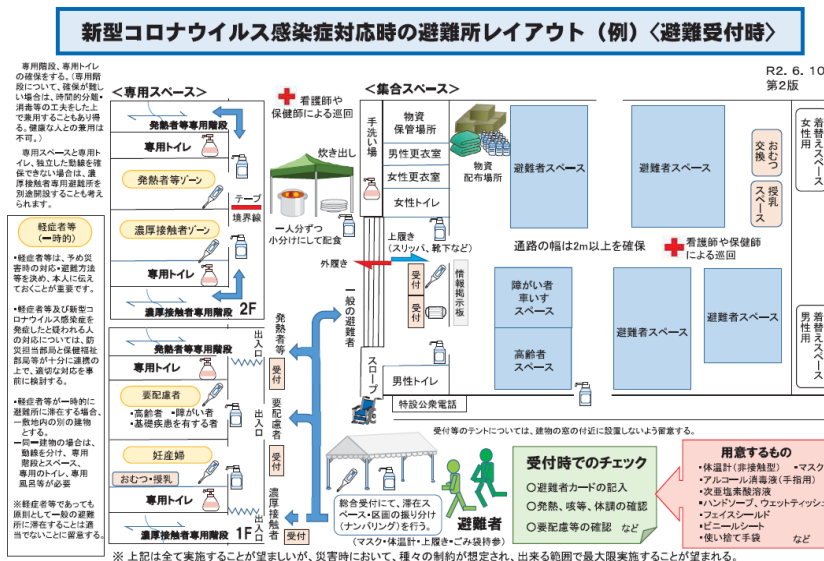 新型コロナウイルス感染症対応時の避難所レイアウト（例）〈避難受付時〉
R2. 6. 10
第2版
専用階段、専用トイレ
の確保をする。（専用階
段について、確保が難し
い場合は、時間的分離・
消毒等の工夫をした上
で兼用することもあり得
る。健康な人との兼用は
不可。）
専用スペースと専用ト
イレ、独立した動線を確
保できない場合は、濃厚
接触者専用避難所を
別途開設することも考え
られます。
軽症者等
（一時的）
・軽症者等は、予め災
害時の対応・避難方法
等を決め、本人に伝え
ておくことが重要です。
・軽症者等及び新型コ
ロナウイルス感染症を
発症したと疑われる人
の対応については、防
災担当部局と保健福祉
部局等が十分に連携の
上で、適切な対応を事
前に検討する。
・軽症者等が一時的に
避難所に滞在する場合、
一敷地内の別の建物
とする。
一同一建物の場合は、
動線を分け、専用
階段とスペース、
専用のトイレ、専用
風呂等が必要
※軽症者等であっても
原則として一般の避難
所に滞在することは適
当でないことに留意する。
＜専用スペース＞
発熱者等専用階段
専用トイレ
発熱者等ゾーン
テープ
境界線
濃厚接触者ゾーン
専用トイレ
濃厚接触者専用階段
2F
発熱者等専用階段
専用トイレ
要配慮者
・高齢者 ・障がい者
・基礎疾患を有する者
妊産婦
おむつ・授乳
専用トイレ
濃厚接触者専用階段
1F
出入口
出入口
出入口
発熱者等
受付
要配慮者
受付
濃厚接触者
受付
一般の避難者
看護師や
保健師による巡回
炊き出し
一人分ずつ
小分けにして配食
＜集合スペース＞
手洗い場
物資
保管場所
男性更衣室
女性更衣室
女性トイレ
物資
配布場所
上履き
（スリッパ、靴下など）
外履き
受付
受付
情報掲示板
スロープ
男性トイレ
特設公衆電話
避難者スペース
避難者スペース
おむつ
交換
授乳
スペース
着替えスペース
女性用
通路の幅は2m以上を確保
看護師や保健師
による巡回
障がい者
車いす
スペース
高齢者
スペース
避難者スペース
避難者スペース
着替えスペース
男性用
受付等のテントについては、建物の窓の付近に設置しないよう留意する。
総合受付にて、滞在ス
ペース・区画の振り分け
（ナンバリング）を行う。
避難者
（マスク・体温計・上履き・ごみ袋持参）
受付時でのチェック
○避難者カードの記入
○発熱、咳等、体調の確認
○要配慮者等の確認 など
用意するもの
・体温計（非接触型） ・マスク
・アルコール消毒液（手指用）
・次亜塩素酸溶液
・ハンドソープ、ウェットティッシュ
・フェイスシールド
・ビニールシート
・使い捨て手袋 など
※ 上記は全て実施することが望ましいが、災害時において、種々の制約が想定され、出来る範囲で最大限実施することが望まれる。